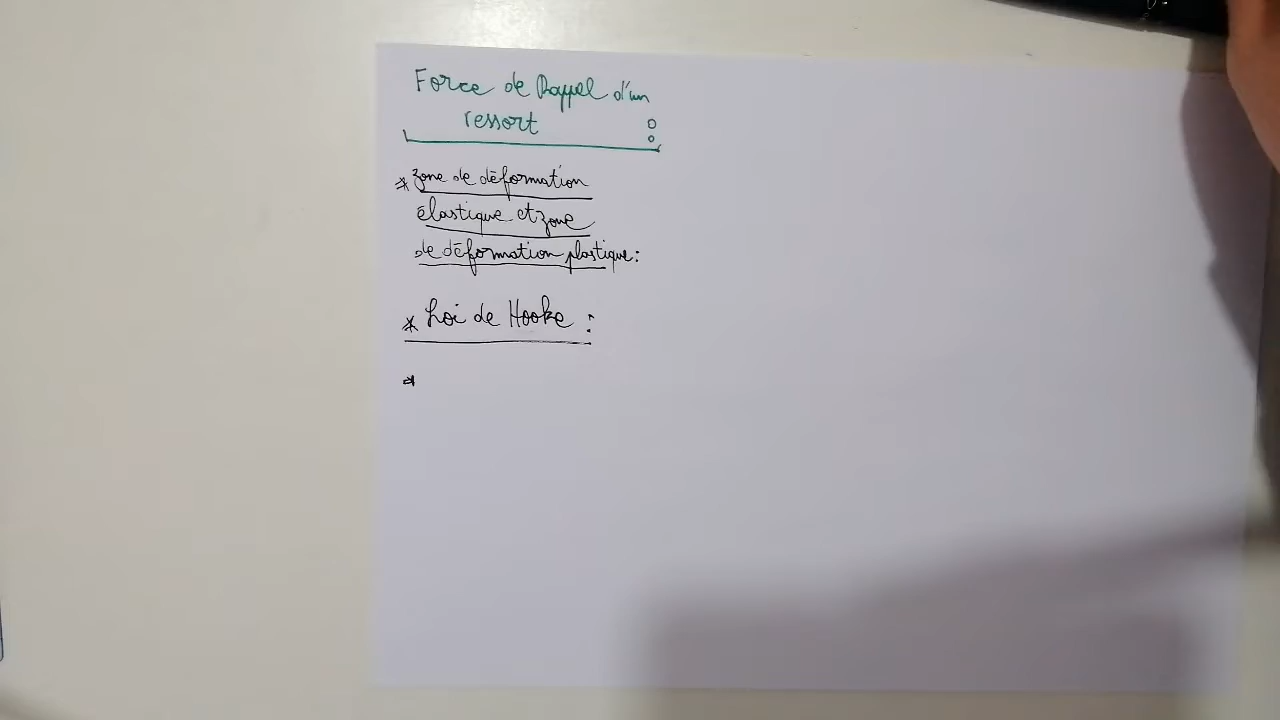 Force de Rappel d'un
ressort :
* zone de déformation
élastique et zone
de déformation plastique :
* Loi de Hooke :
*